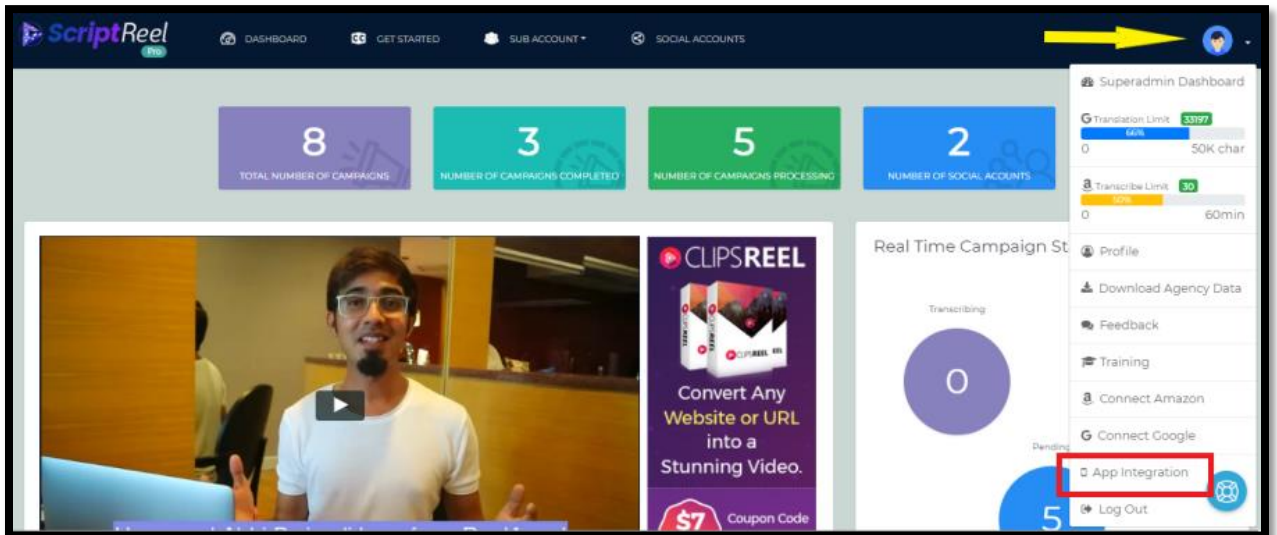 ScriptReel
Pro
DASHBOARD
GET STARTED
SUB ACCOUNT
SOCIAL ACCOUNTS
8
TOTAL NUMBER OF CAMPAIGNS
3
NUMBER OF CAMPAIGNS COMPLETED
5
NUMBER OF CAMPAIGNS PROCESSING
2
NUMBER OF SOCIAL ACOUNTS
CLIPSREEL
Convert Any
Website or URL
into a
Stunning Video.
$7 Coupon Code
Real Time Campaign St
Transcribing
0
Pending
5
Superadmin Dashboard
G Translation Limit 33197
66%
0 50K char
a Transcribe Limit 30
50%
0 60min
Profile
Download Agency Data
Feedback
Training
a Connect Amazon
G Connect Google
App Integration
Log Out